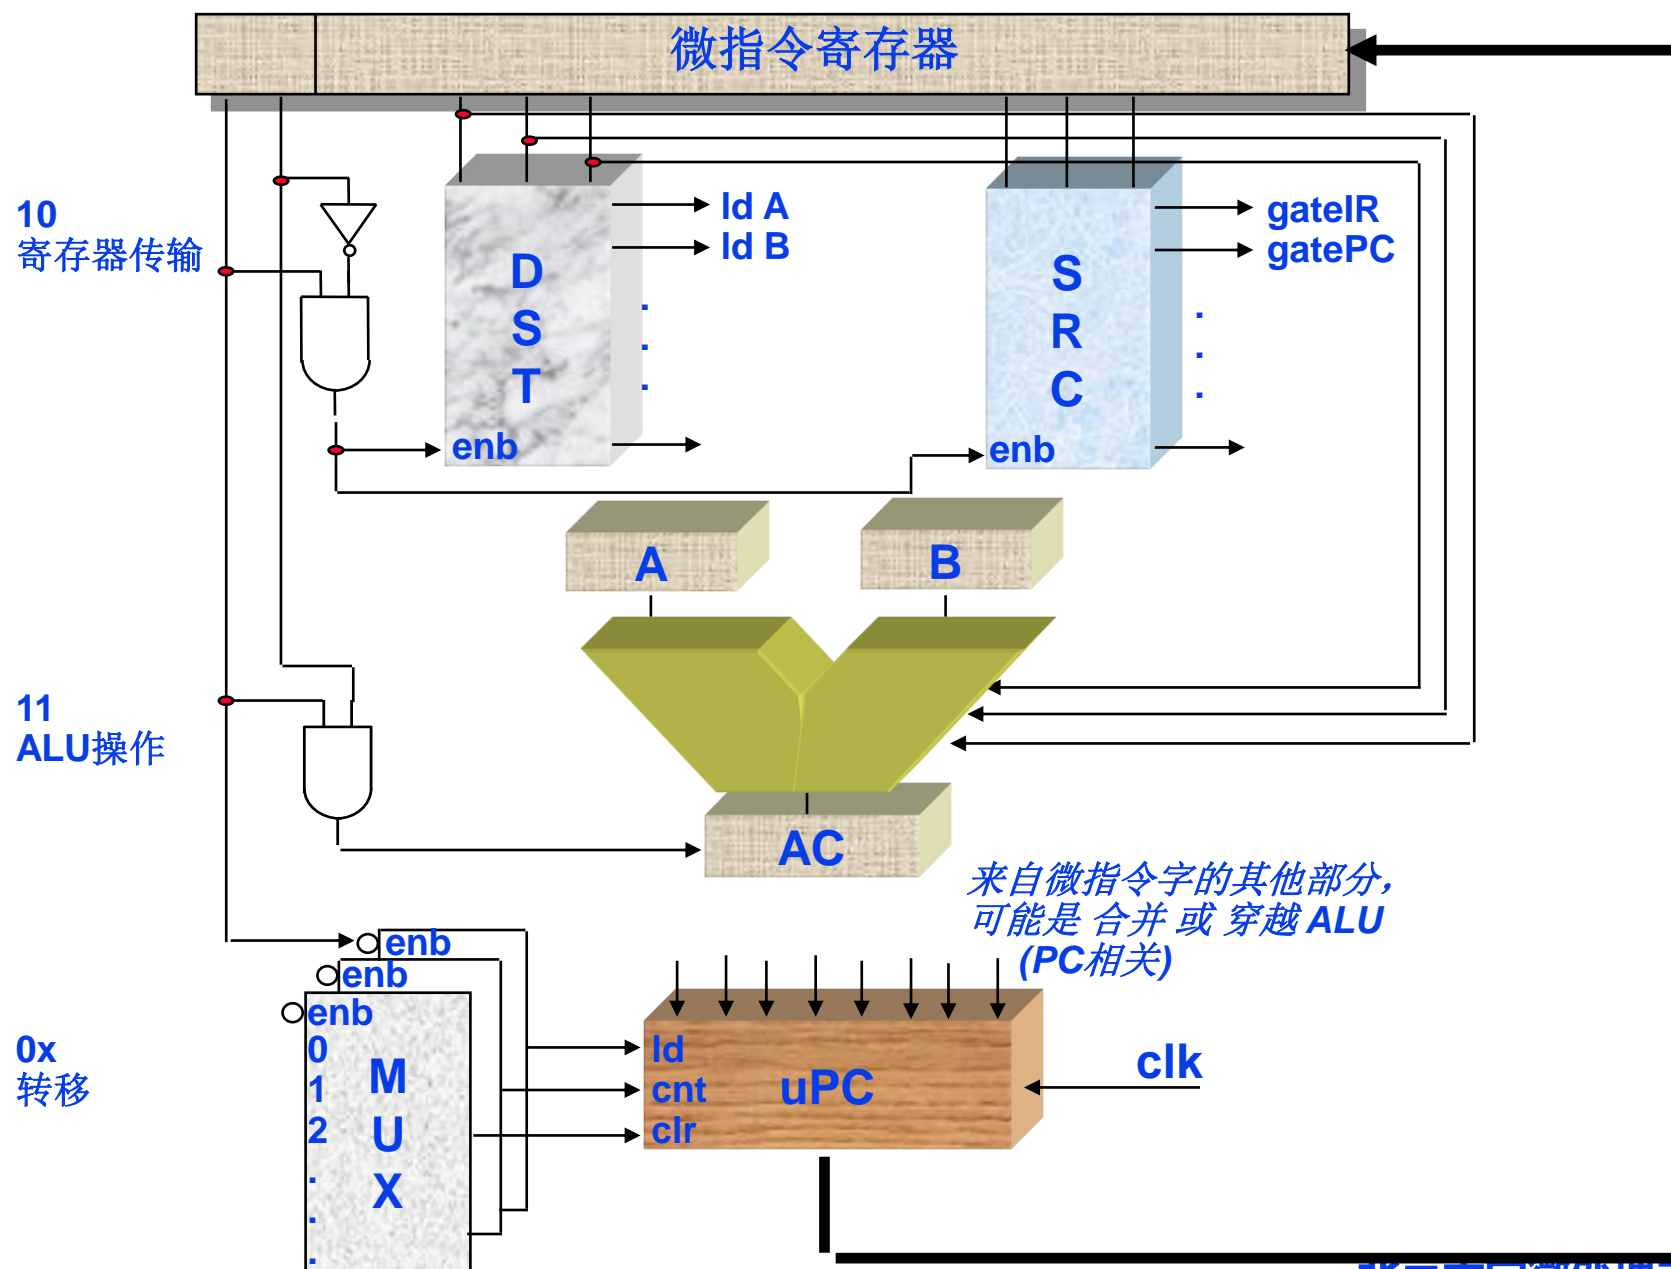 微指令寄存器
10
寄存器传输
ld A
ld B
D
S
T
enb
gateIR
gatePC
S
R
C
enb
.
.
.
.
.
.
A
B
11
ALU操作
AC
来自微指令字的其他部分，
可能是 合并 或 穿越 ALU
(PC相关)
enb
enb
enb
0
1
2
.
.
.
M
U
X
0x
转移
ld
cnt
clr
uPC
clk